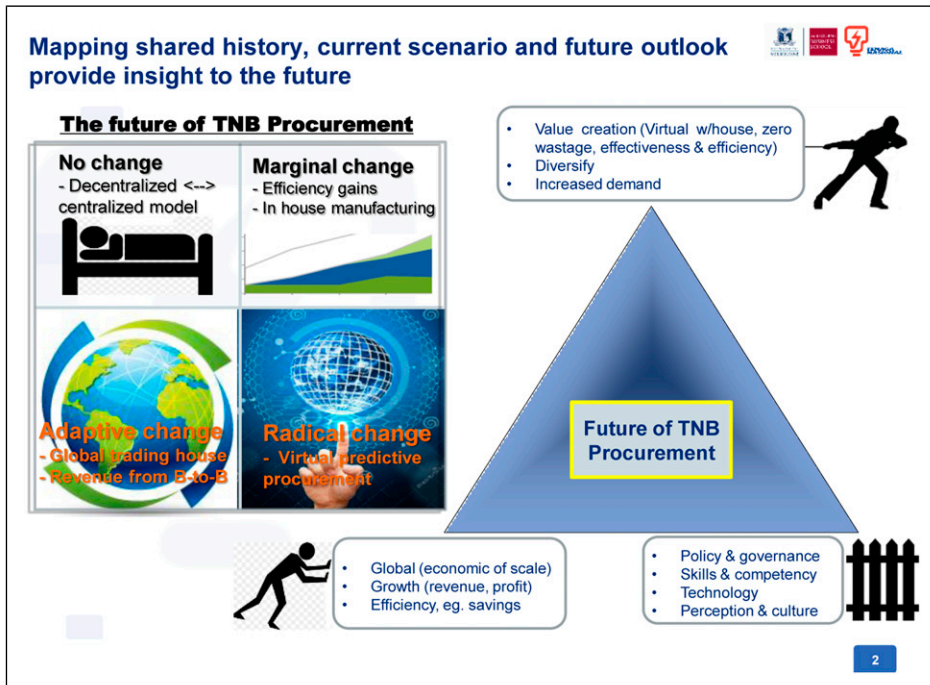 Mapping shared history, current scenario and future outlook
provide insight to the future
The future of TNB Procurement
No change
- Decentralized <-->
centralized model
Marginal change
- Efficiency gains
- In house manufacturing
Adaptive change
- Global trading house
- Revenue from B-to-B
Radical change
- Virtual predictive
procurement
• Value creation (Virtual w/house, zero
wastage, effectiveness & efficiency)
• Diversify
• Increased demand
Future of TNB
Procurement
• Global (economic of scale)
• Growth (revenue, profit)
• Efficiency, eg. savings
• Policy & governance
• Skills & competency
• Technology
• Perception & culture
2